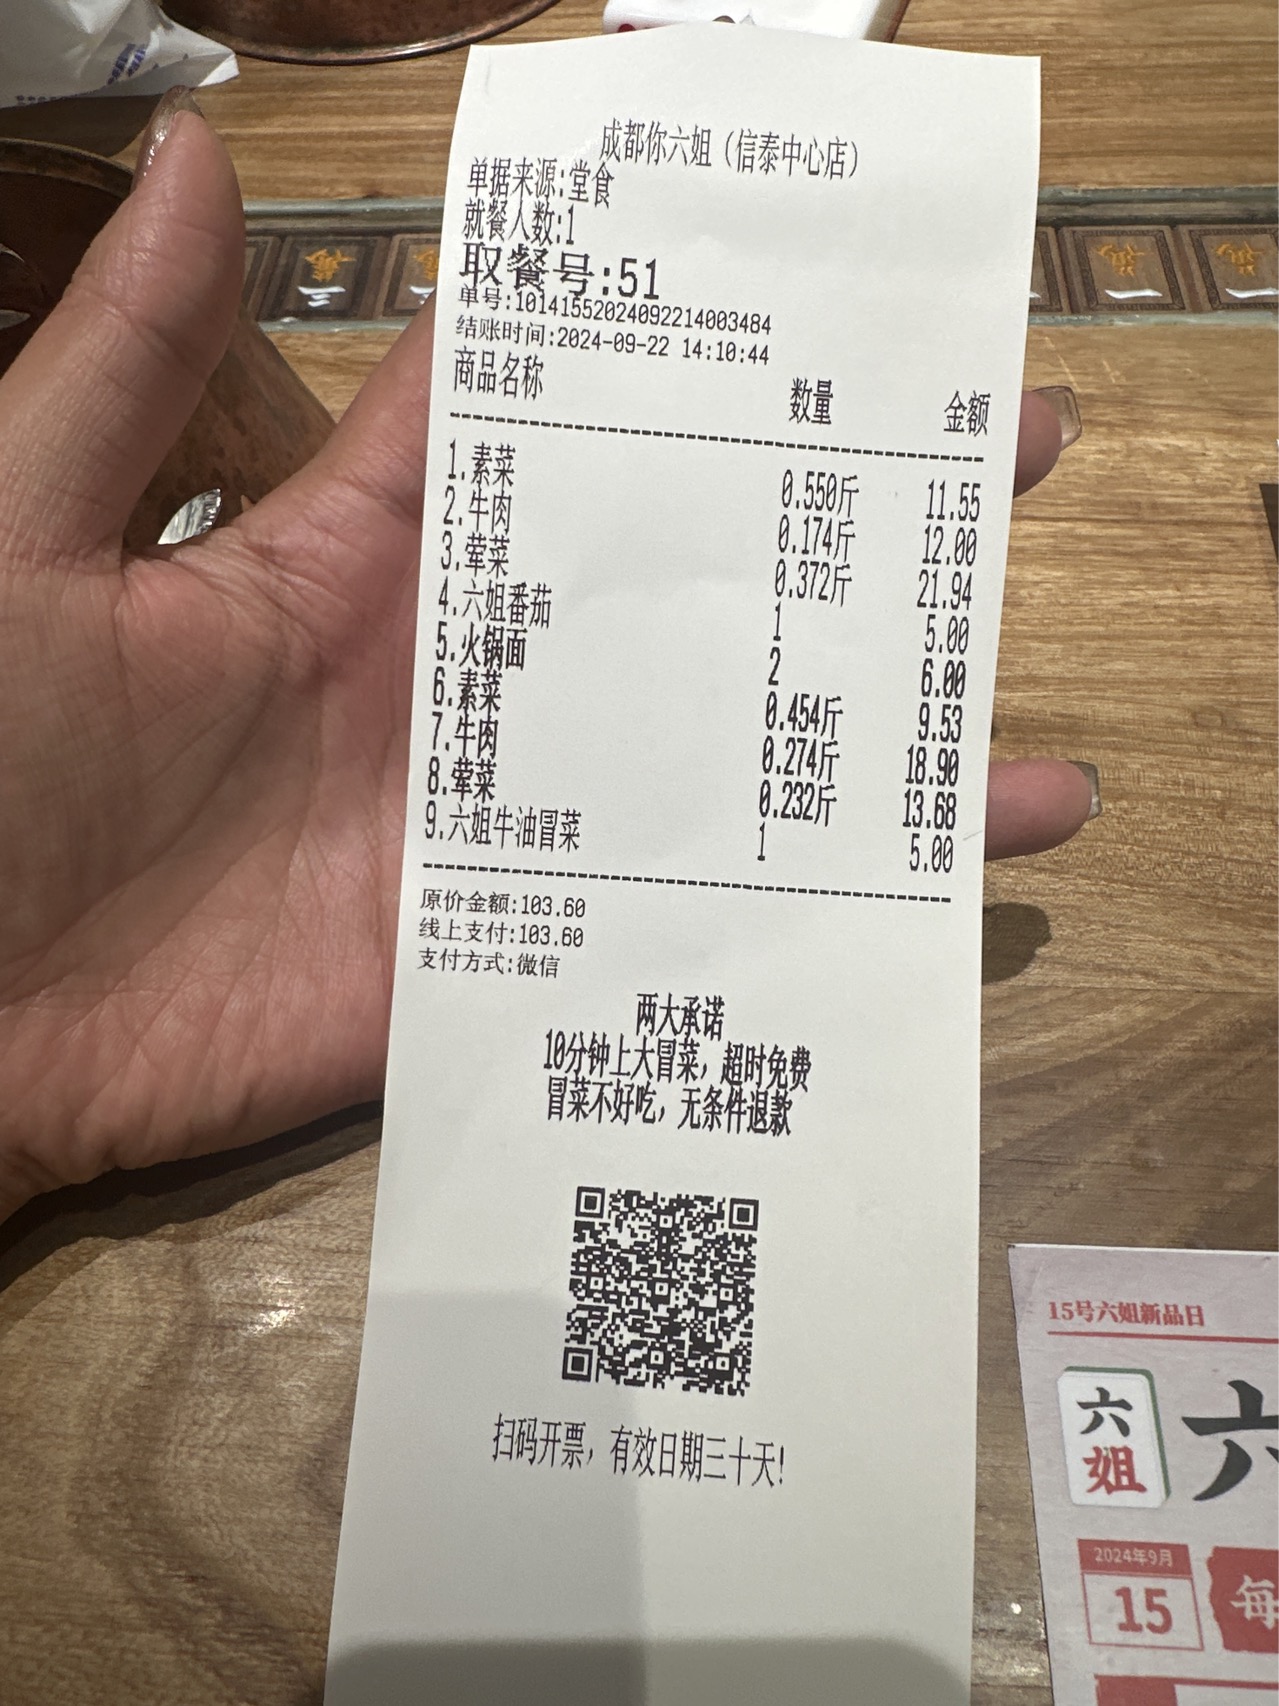 成都你六姐（信泰中心店）
单据来源:堂食
就餐人数:1
取餐号:51
单号:10141552024092214003484
结账时间:2024-09-22 14:10:44
商品名称 数量 金额
1.素菜 0.550斤 11.55
2.牛肉 0.174斤 12.00
3.荤菜 0.372斤 21.94
4.六姐番茄 1 5.00
5.火锅面 2 6.00
6.素菜 0.454斤 9.53
7.牛肉 0.274斤 18.90
8.荤菜 0.232斤 13.68
9.六姐牛油冒菜 1 5.00
原价金额:103.60
线上支付:103.60
支付方式:微信
两大承诺
10分钟上大冒菜，超时免费
冒菜不好吃，无条件退款
扫码开票，有效日期三十天!
15号六姐新品日
六姐
六
2024年9月
15
每